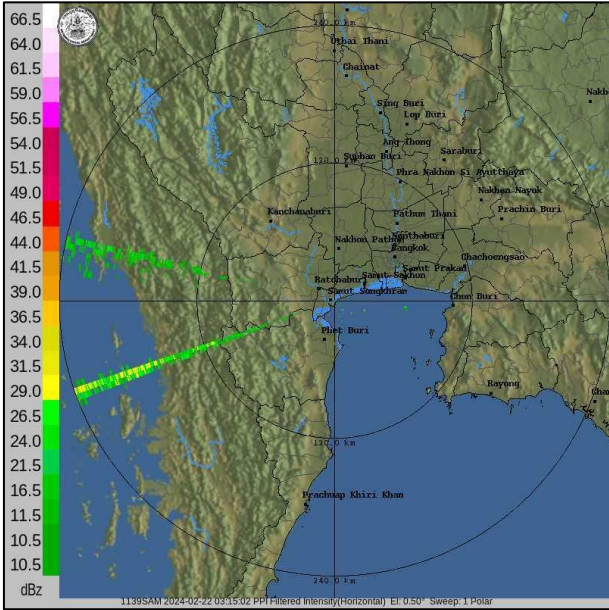 66.5
64.0
61.5
59.0
56.5
54.0
51.5
49.0
46.5
44.0
41.5
39.0
36.5
34.0
31.5
29.0
26.5
24.0
21.5
16.5
11.5
10.5
10.5
dBz
240.0 km
Uthai Thani
Chainat
Nakh
Sing Buri
Lop Buri
Ang Thong
120.0 km
Suphan Buri
Saraburi
Phra Nakhon Si Ayutthaya
Nakhon Nayok
Kanchanaburi
Pathum Thani
Prachin Buri
Nonthaburi
Nakhon Pathom
Bangkok
Chachoengsao
Samut Prakan
Samut Sakhon
Ratchaburi
Samut Songkhram
Chon Buri
Phet Buri
Rayong
Chan
120.0 km
Prachuap Khiri Khan
240.0 km
1139SAM 2024-02-22 03:15:02 PPI Filtered Intensity(Horizontal) El: 0.50° Sweep: 1 Polar